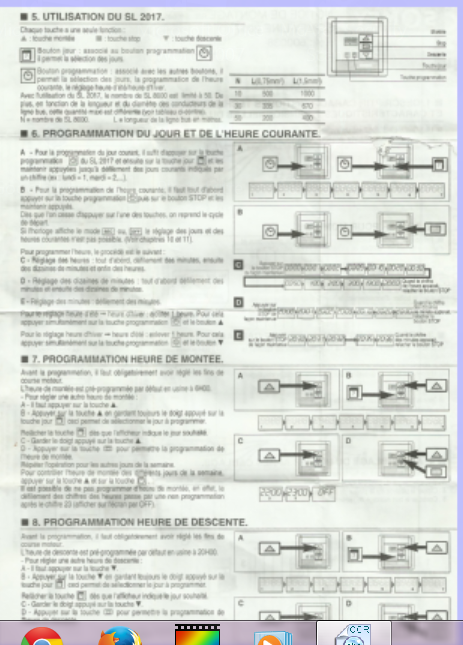 ■ 5. UTILISATION DU SL 2017.
Chaque touche a une seule fonction :
▲ : touche montée ■ : touche stop ▼ : touche descente
Bouton jour : associé au bouton programmation
il permet la sélection des jours.
Bouton programmation : associé avec les autres boutons, il
permet la sélection des jours, la programmation de l'heure
courante, le réglage heure d'été/heure d'hiver.
Avec l'utilisation du SL 2017, le nombre de SL 8600 est limité à 50. De
plus, en fonction de la longueur et du diamètre des conducteurs de la
ligne bus, cette quantité maxi est différente (voir tableau ci-contre).
N = nombre de SL 8600. L = longueur de la ligne bus en mètres.
Montée
Stop
Descente
Touche programmation
N L(0,75mm²) L(1,5mm²)
■ 6. PROGRAMMATION DU JOUR ET DE L'HEURE COURANTE.
A - Pour la programmation du jour courant, il suffit d'appuyer sur la touche
programmation du SL 2017 et ensuite sur la touche jour et les
maintenir appuyées jusqu'à défilement des jours courants indiqués par
un chiffre (ex : lundi = 1, mardi = 2,...).
B - Pour la programmation de l'heure courante, il faut tout d'abord
appuyer sur la touche programmation puis sur le bouton STOP et les
maintenir appuyés.
Dès que l'on cesse d'appuyer sur l'une des touches, on reprend le cycle
de départ.
Si l'horloge affiche le mode ou OFF le réglage des jours et des
heures courantes n'est pas possible. (Voir chapitres 10 et 11).
Pour programmer l'heure, le procédé est le suivant :
C - Réglage des heures : tout d'abord, défilement des minutes, ensuite
des dizaines de minutes et enfin des heures.
D - Réglage des dizaines de minutes : tout d'abord défilement des
minutes et ensuite des dizaines de minutes.
E - Réglage des minutes : défilement des minutes.
Pour le réglage heure d'été → heure d'hiver : enlève 1 heure. Pour cela
appuyer simultanément sur la touche programmation et le bouton ▲
Pour le réglage heure d'hiver → heure d'été : ajoute 1 heure. Pour cela
appuyer simultanément sur la touche programmation et le bouton ▼
A
B
C
D
E
■ 7. PROGRAMMATION HEURE DE MONTEE.
Avant la programmation, il faut obligatoirement avoir réglé les fins de
course moteur.
L'heure de montée est pré-programmée par défaut en usine à
- Pour régler une autre heure de montée :
A - Il faut appuyer sur la touche ▲.
B - Appuyer sur la touche ▲ en gardant toujours le doigt appuyé sur la
touche jour ceci permet de sélectionner le jour à programmer.
Relâcher la touche dès que l'afficheur indique le jour souhaité.
C - Garder le doigt appuyé sur la touche ▲.
D - Appuyer sur la touche pour permettre la programmation de
l'heure de montée.
Répéter l'opération pour les autres jours de la semaine.
Pour contrôler l'heure de montée des différents jours de la semaine,
appuyer sur la touche ▲ et sur la touche
Il est possible de ne pas programmer d'heure de montée, en effet, le
défilement des chiffres des heures passe par une non programmation
après le chiffre 23 (afficher sur l'écran par OFF).
A
B
C
D
2200 2300 OFF
■ 8. PROGRAMMATION HEURE DE DESCENTE.
Avant la programmation, il faut obligatoirement avoir réglé les fins de
course moteur.
L'heure de descente est pré-programmée par défaut en usine à 20H00.
- Pour régler une autre heure de descente :
A - Il faut appuyer sur la touche ▼.
B - Appuyer sur la touche ▼ en gardant toujours le doigt appuyé sur la
touche jour ceci permet de sélectionner le jour à programmer.
Relâcher la touche dès que l'afficheur indique le jour souhaité.
C - Garder le doigt appuyé sur la touche ▼.
D - Appuyer sur la touche pour permettre la programmation de
A
B
C
D
OCR